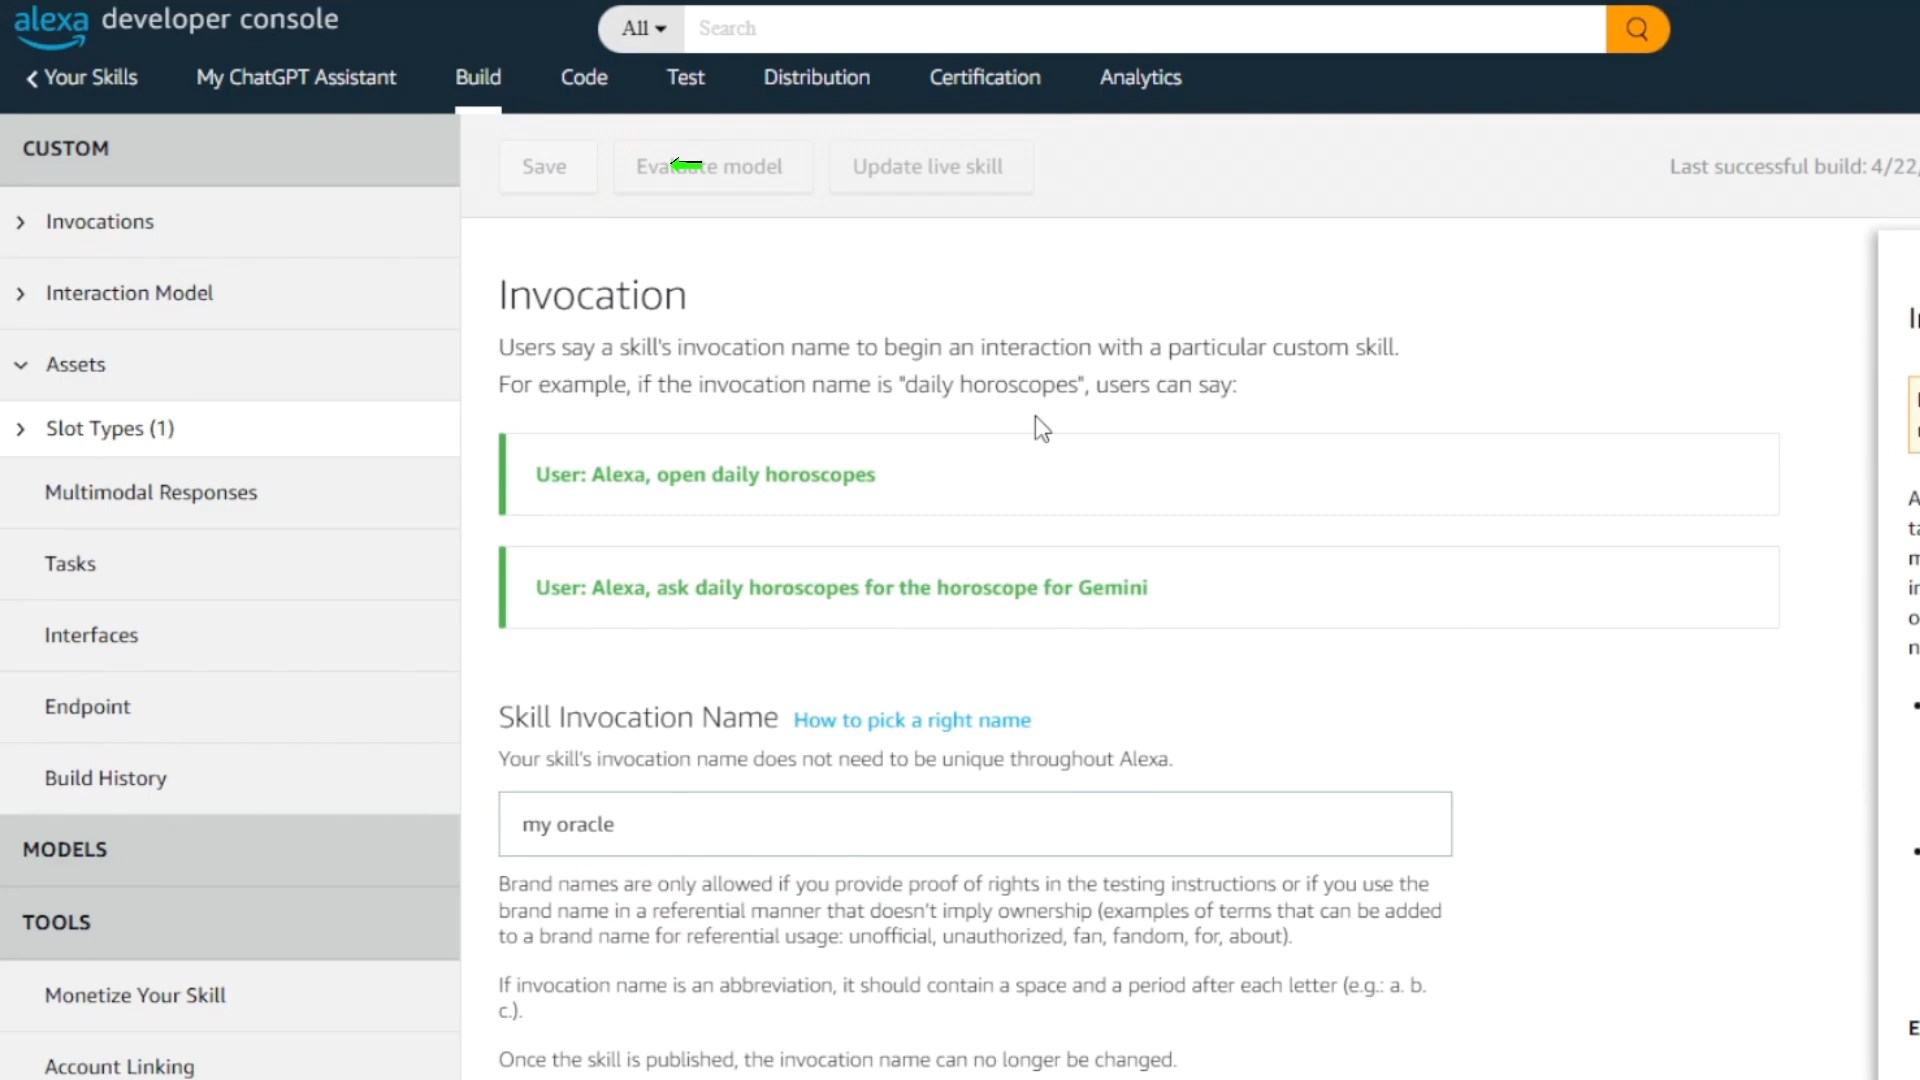 alexa developer console
All
Search
Your Skills
My ChatGPT Assistant
Build
Code
Test
Distribution
Certification
Analytics
CUSTOM
Save
Evaluate model
Update live skill
Last successful build: 4/22,
Invocations
Interaction Model
Assets
Slot Types (1)
Multimodal Responses
Tasks
Interfaces
Endpoint
Build History
MODELS
TOOLS
Monetize Your Skill
Account Linking
Invocation
Users say a skill's invocation name to begin an interaction with a particular custom skill.
For example, if the invocation name is "daily horoscopes", users can say:
User: Alexa, open daily horoscopes
User: Alexa, ask daily horoscopes for the horoscope for Gemini
Skill Invocation Name How to pick a right name
Your skill's invocation name does not need to be unique throughout Alexa.
my oracle
Brand names are only allowed if you provide proof of rights in the testing instructions or if you use the
brand name in a referential manner that doesn't imply ownership (examples of terms that can be added
to a brand name for referential usage: unofficial, unauthorized, fan, fandom, for, about).
If invocation name is an abbreviation, it should contain a space and a period after each letter (e.g.: a. b.
c.).
Once the skill is published, the invocation name can no longer be changed.